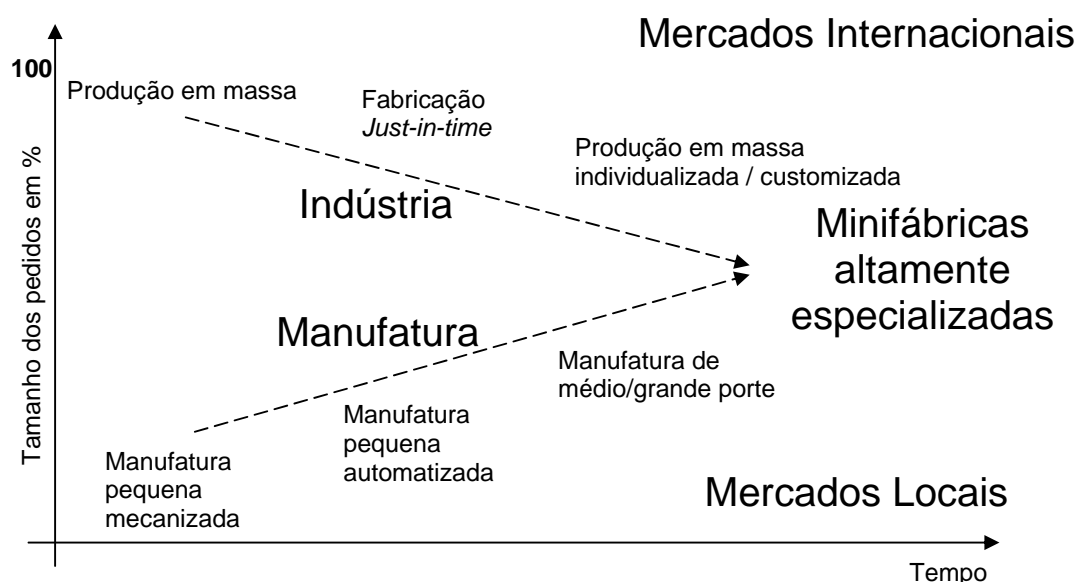 Mercados Internacionais
100
Produção em massa
Fabricação
Just-in-time
Produção em massa
individualizada / customizada
Indústria
Minifábricas
altamente
especializadas
Manufatura
Manufatura de
médio/grande porte
Manufatura
pequena
automatizada
Manufatura
pequena
mecanizada
Mercados Locais
Tamanho dos pedidos em %
Tempo